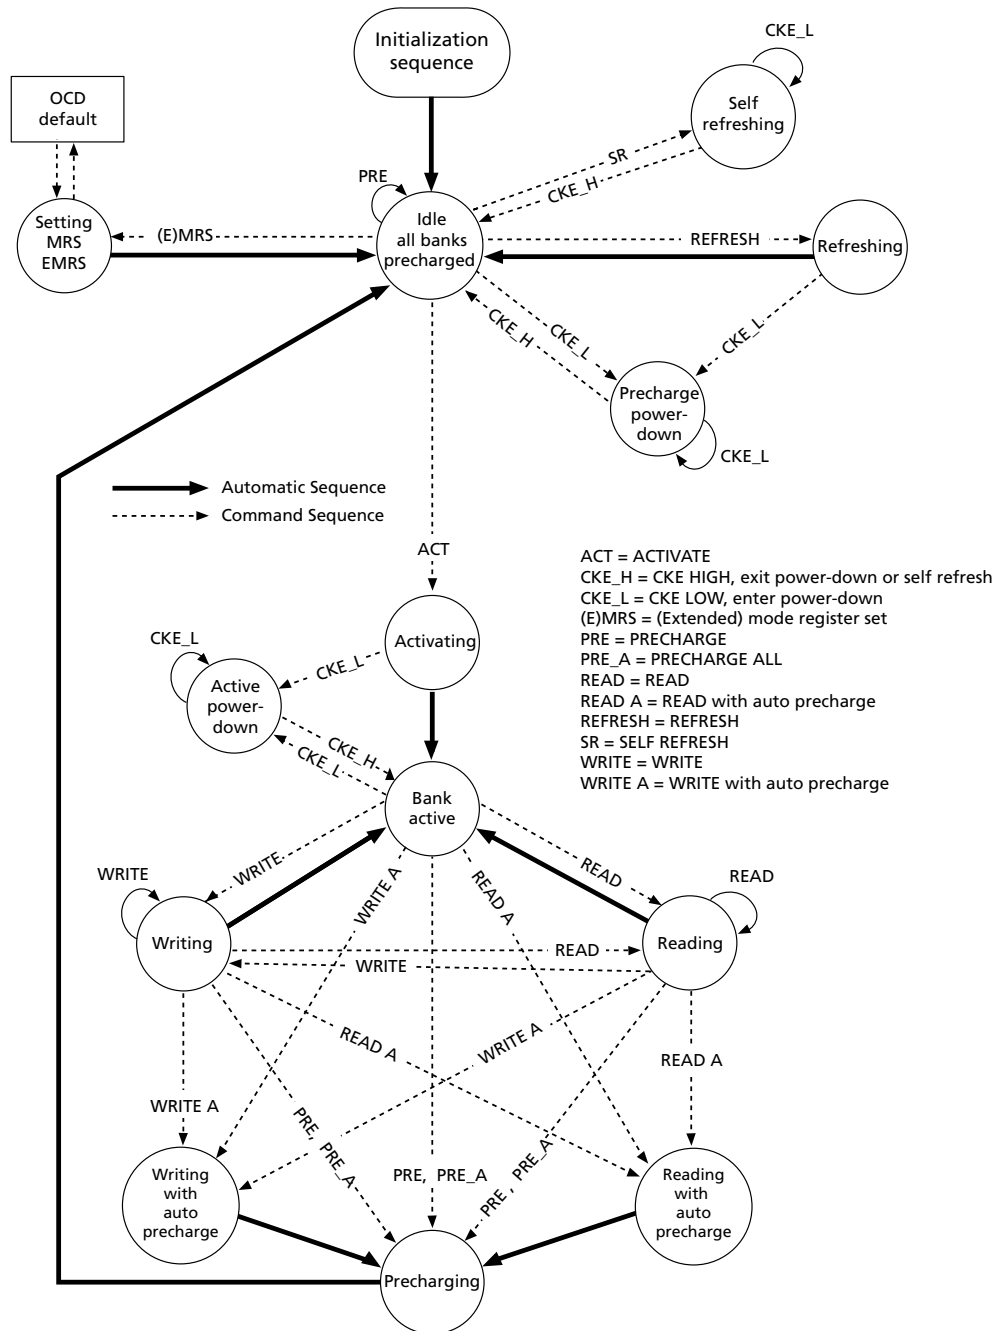 Initialization
sequence
CKE_L
OCD
default
Self
refreshing
SR
CKE_H
PRE
Setting
MRS
EMRS
(E)MRS
Idle
all banks
precharged
REFRESH
Refreshing
CKE_L
CKE_H
CKE_L
Precharge
power-
down
CKE_L
Automatic Sequence
Command Sequence
ACT
ACT = ACTIVATE
CKE_H = CKE HIGH, exit power-down or self refresh
CKE_L = CKE LOW, enter power-down
(E)MRS = (Extended) mode register set
PRE = PRECHARGE
PRE_A = PRECHARGE ALL
READ = READ
READ A = READ with auto precharge
REFRESH = REFRESH
SR = SELF REFRESH
WRITE = WRITE
WRITE A = WRITE with auto precharge
CKE_L
Activating
CKE_L
Active
power-
down
CKE_H
CKE_L
Bank
active
WRITE
WRITE
WRITE A
READ A
READ
READ
Writing
READ
WRITE
Reading
READ A
WRITE A
READ A
WRITE A
PRE, PRE_A
PRE, PRE_A
PRE , PRE_A
Writing
with
auto
precharge
Reading
with
auto
precharge
Precharging